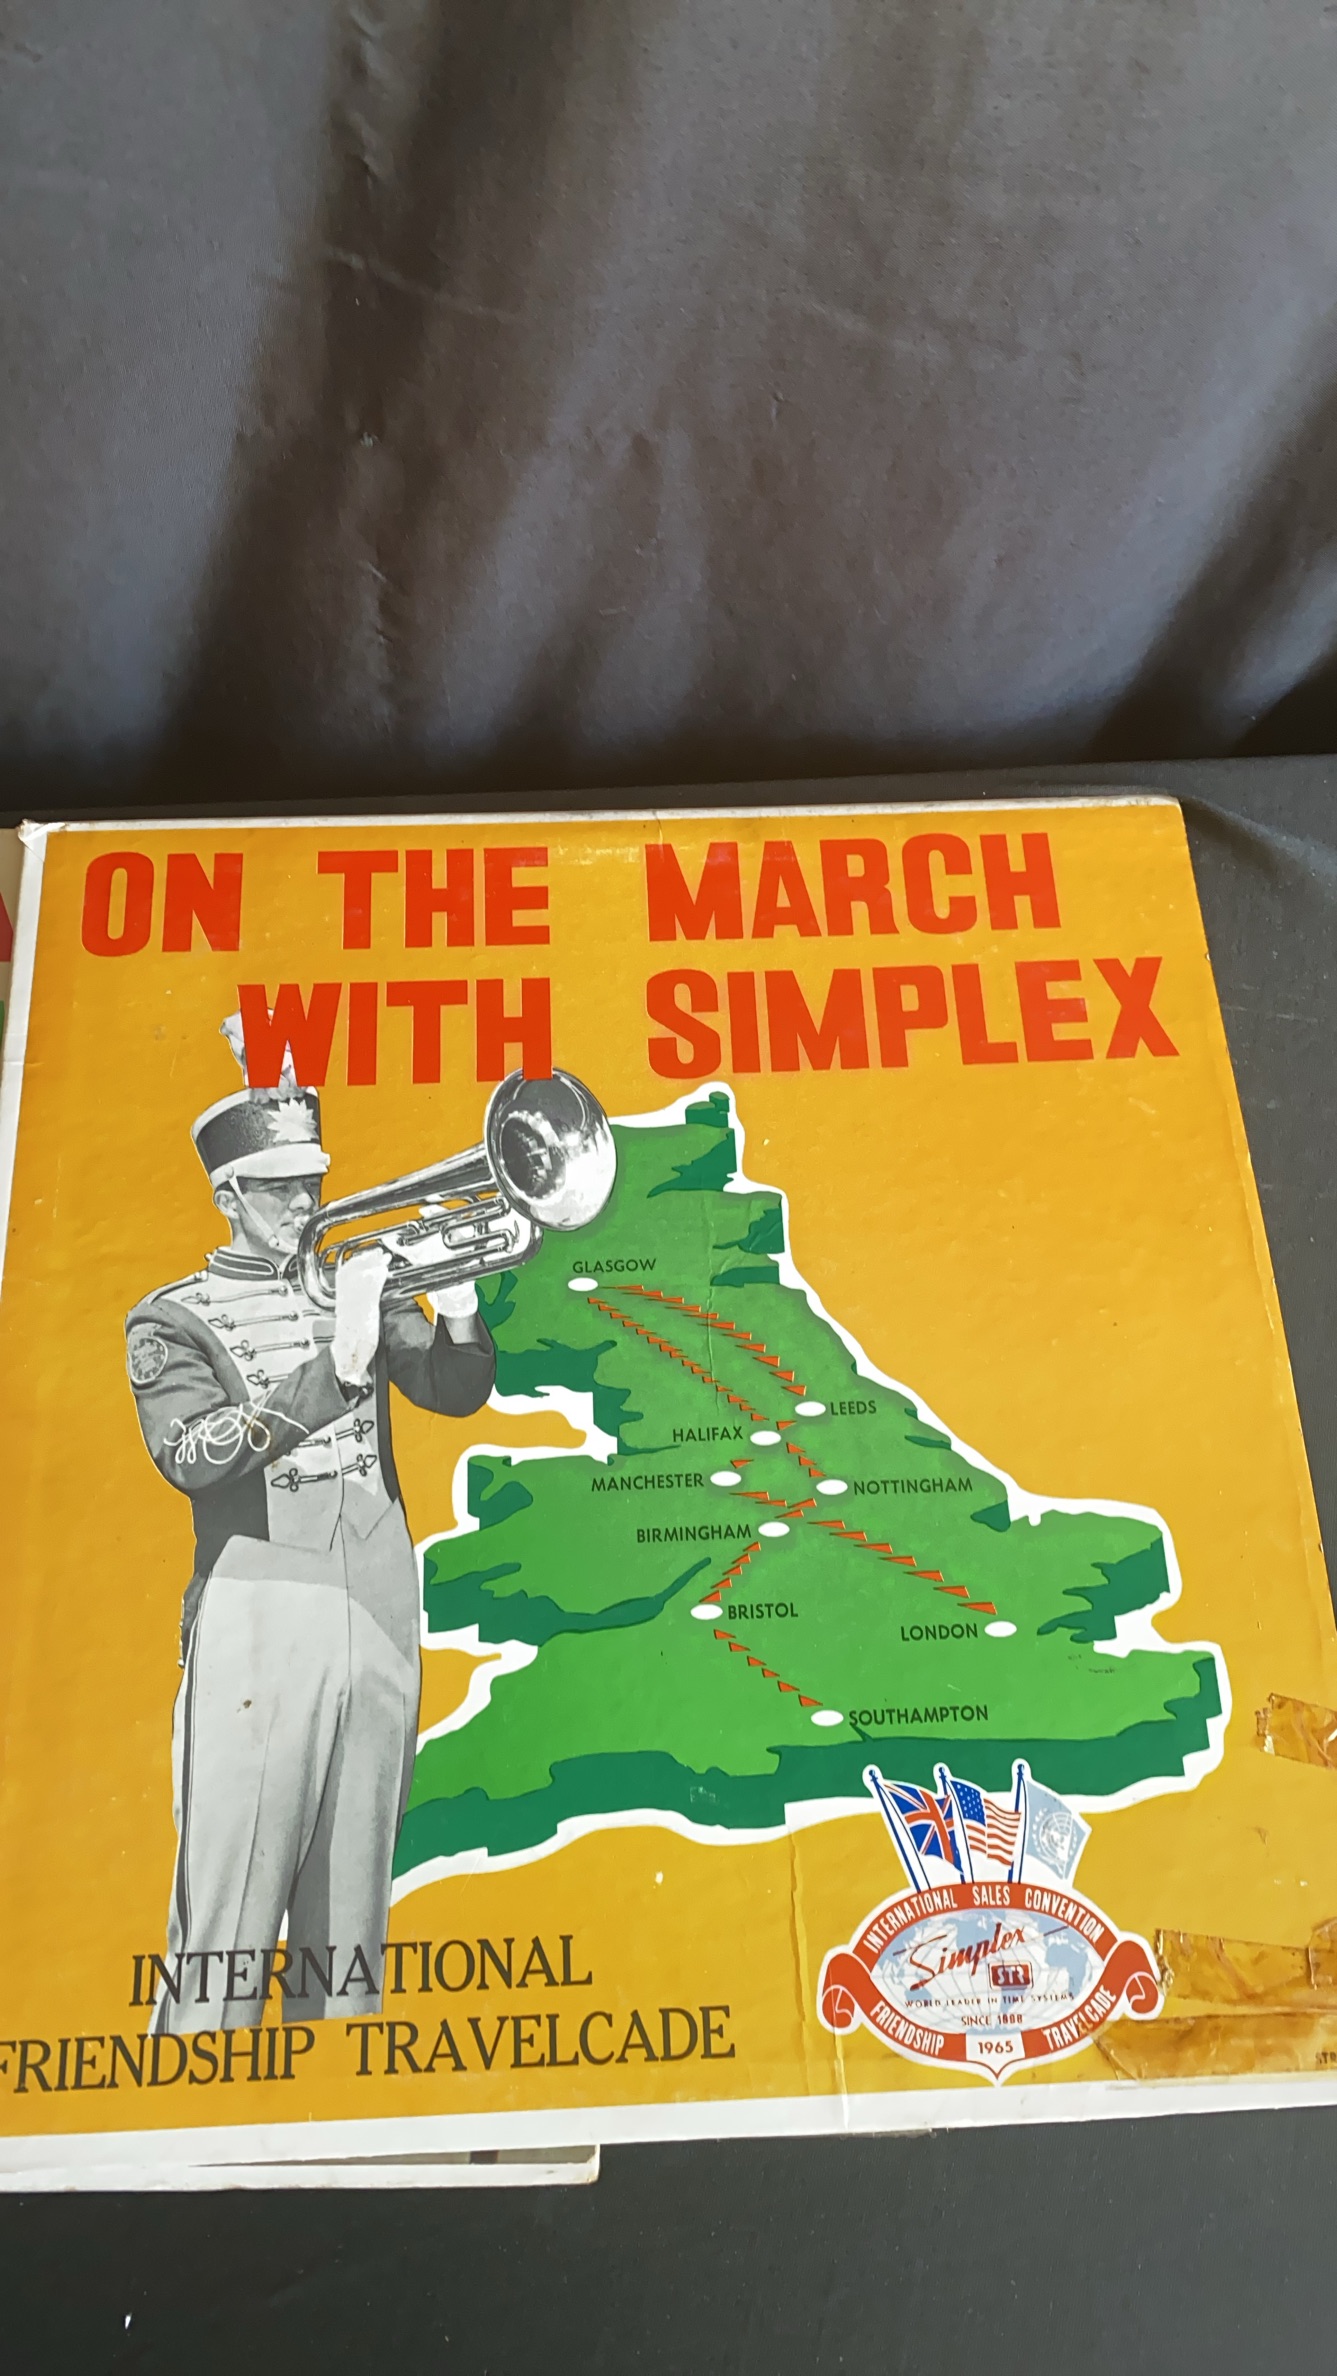 ON THE MARCH
WITH SIMPLEX
GLASGOW
LEEDS
HALIFAX
MANCHESTER
NOTTINGHAM
BIRMINGHAM
BRISTOL
LONDON
SOUTHAMPTON
INTERNATIONAL SALES CONVENTION
Simplex
STR
WORLD LEADER IN TIME SYSTEMS
SINCE 1888
FRIENDSHIP TRAVELCADE
1965
INTERNATIONAL
FRIENDSHIP TRAVELCADE